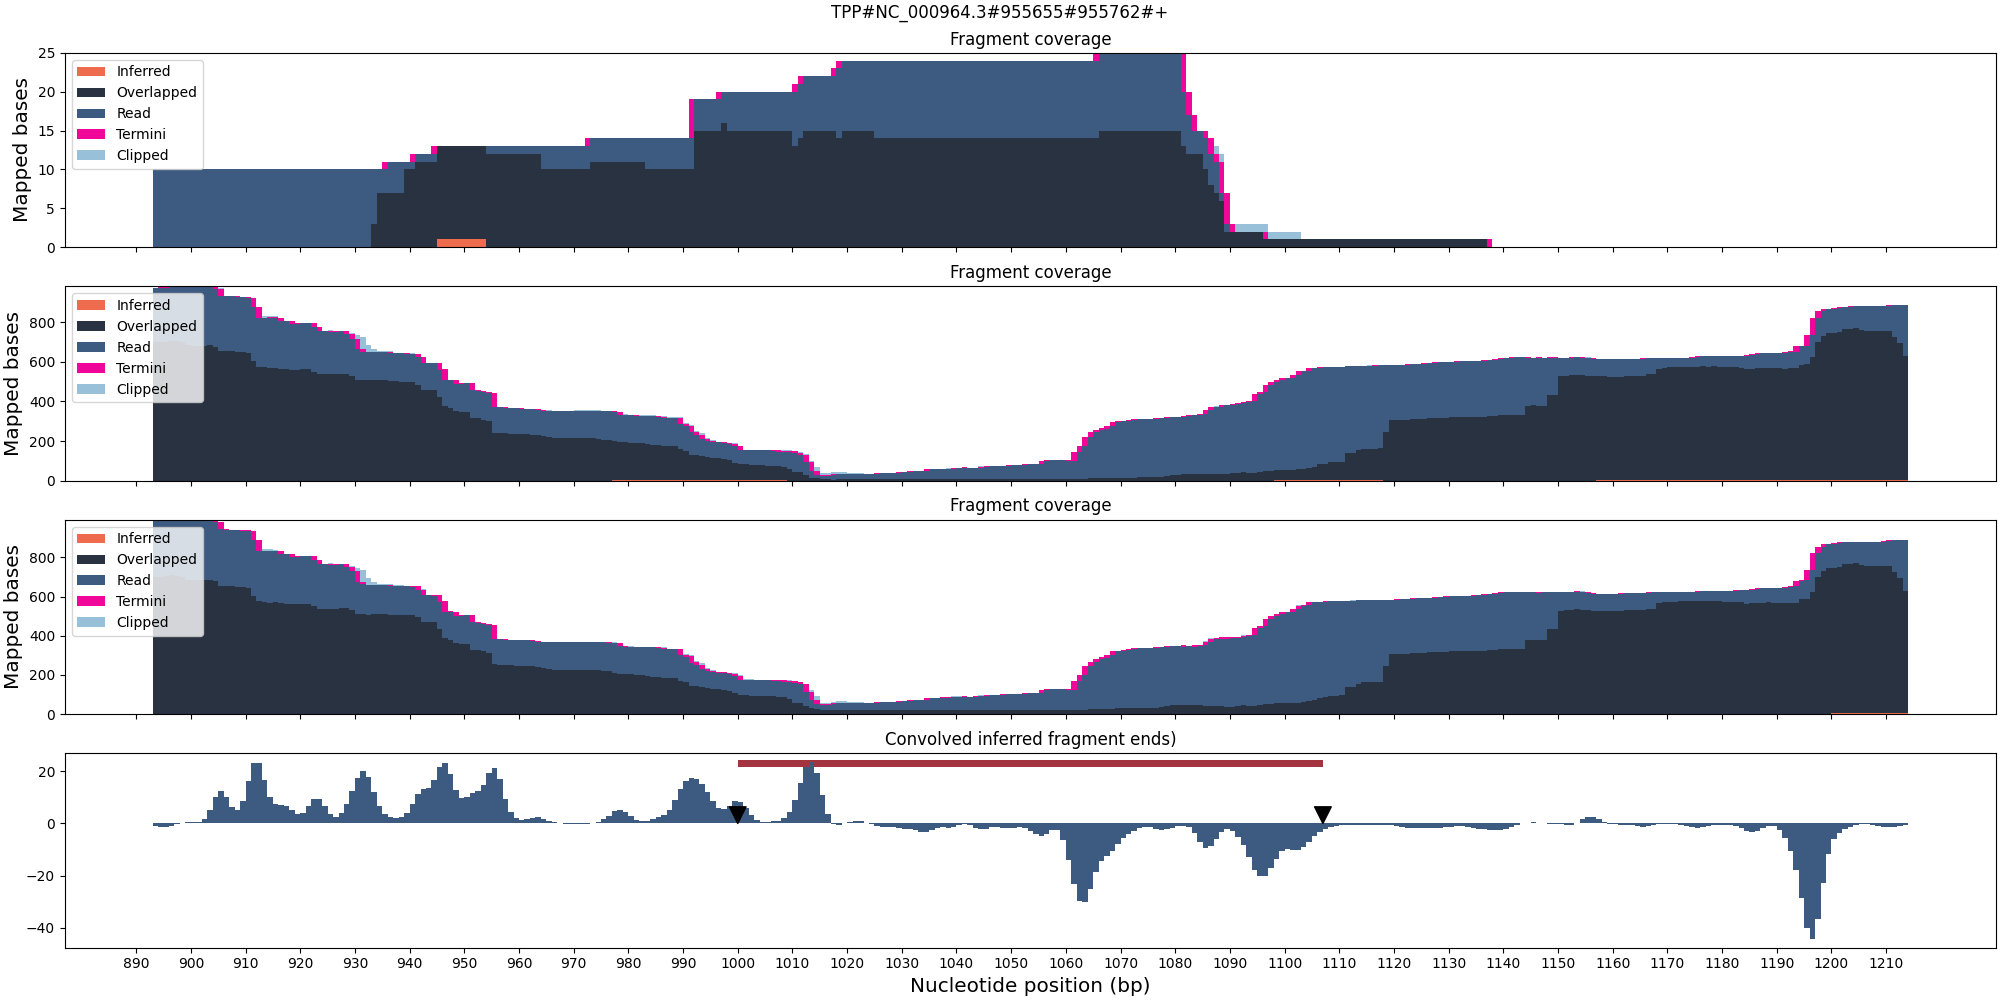 TPP#NC_000964.3#955655#955762#+
Fragment coverage
Mapped bases
25
20
15
10
5
0
Inferred
Overlapped
Read
Termini
Clipped
Fragment coverage
Mapped bases
800
600
400
200
0
Inferred
Overlapped
Read
Termini
Clipped
Fragment coverage
Mapped bases
800
600
400
200
0
Inferred
Overlapped
Read
Termini
Clipped
Convolved inferred fragment ends)
20
0
−20
−40
890 900 910 920 930 940 950 960 970 980 990 1000 1010 1020 1030 1040 1050 1060 1070 1080 1090 1100 1110 1120 1130 1140 1150 1160 1170 1180 1190 1200 1210
Nucleotide position (bp)